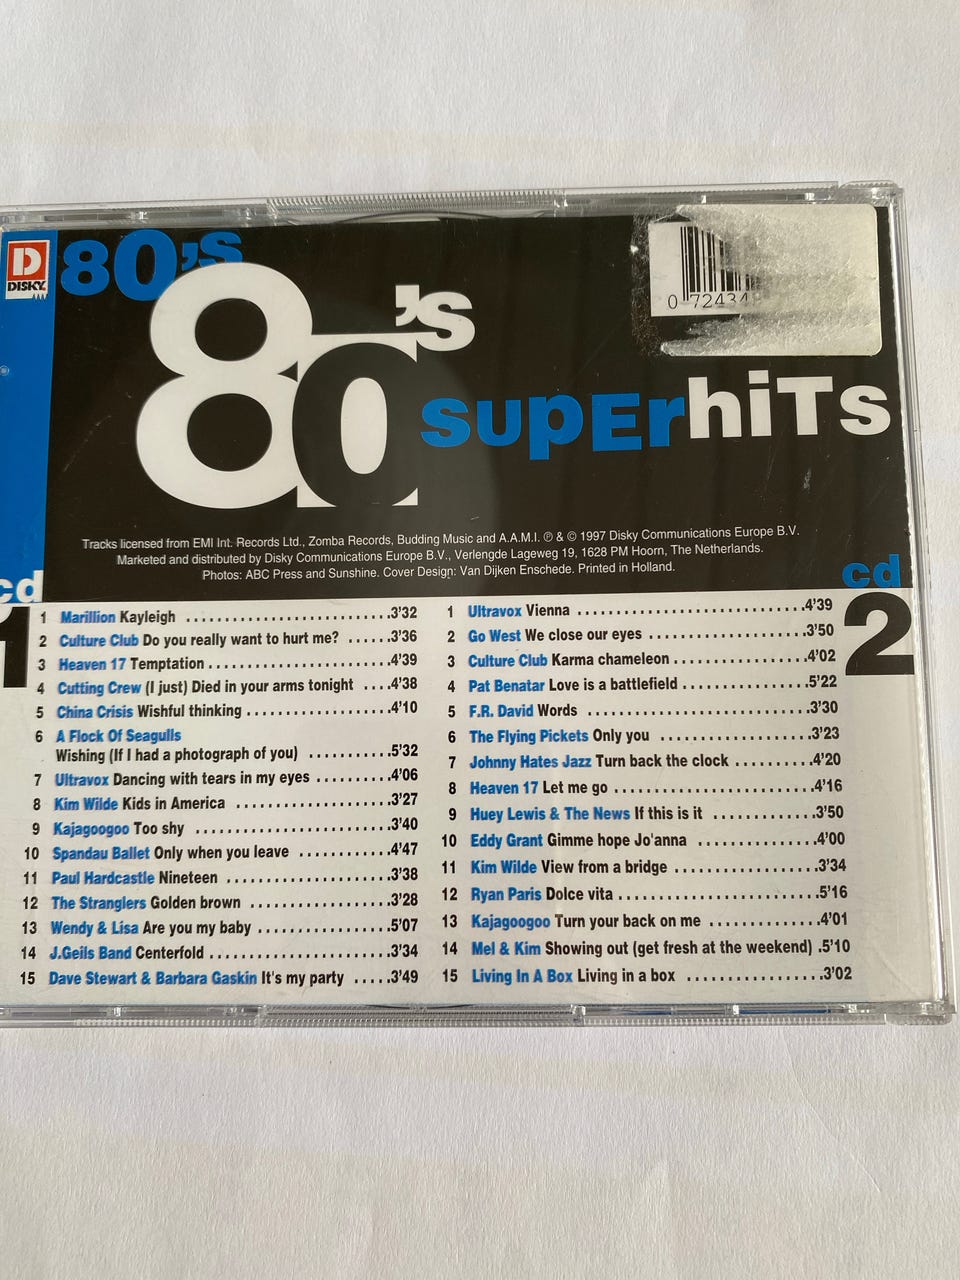 D
DISKY
80's
80's
superhiTs
0 72434
Tracks licensed from EMI Int. Records Ltd., Zomba Records, Budding Music and A.A.M.I. ℗ & © 1997 Disky Communications Europe B.V.
Marketed and distributed by Disky Communications Europe B.V., Verlengde Lageweg 19, 1628 PM Hoorn, The Netherlands.
Photos: ABC Press and Sunshine. Cover Design: Van Dijken Enschede. Printed in Holland.
cd
1
1 Marillion Kayleigh ........................3'32
2 Culture Club Do you really want to hurt me? ......3'36
3 Heaven 17 Temptation.....................4'39
4 Cutting Crew (I just) Died in your arms tonight ....4'38
5 China Crisis Wishful thinking ................4'10
6 A Flock Of Seagulls
Wishing (If I had a photograph of you) .........5'32
7 Ultravox Dancing with tears in my eyes .........4'06
8 Kim Wilde Kids in America .................3'27
9 Kajagoogoo Too shy ......................3'40
10 Spandau Ballet Only when you leave ..........4'47
11 Paul Hardcastle Nineteen ..................3'38
12 The Stranglers Golden brown ...............3'28
13 Wendy & Lisa Are you my baby ..............5'07
14 J.Geils Band Centerfold ....................3'34
15 Dave Stewart & Barbara Gaskin It's my party .....3'49
cd
2
1 Ultravox Vienna ..........................4'39
2 Go West We close our eyes ..................3'50
3 Culture Club Karma chameleon ...............4'02
4 Pat Benatar Love is a battlefield ..............5'22
5 F.R. David Words .........................3'30
6 The Flying Pickets Only you .................3'23
7 Johnny Hates Jazz Turn back the clock .........4'20
8 Heaven 17 Let me go ......................4'16
9 Huey Lewis & The News If this is it ............3'50
10 Eddy Grant Gimme hope Jo'anna .............4'00
11 Kim Wilde View from a bridge ...............3'34
12 Ryan Paris Dolce vita ......................5'16
13 Kajagoogoo Turn your back on me ............4'01
14 Mel & Kim Showing out (get fresh at the weekend) .5'10
15 Living In A Box Living in a box ..............3'02